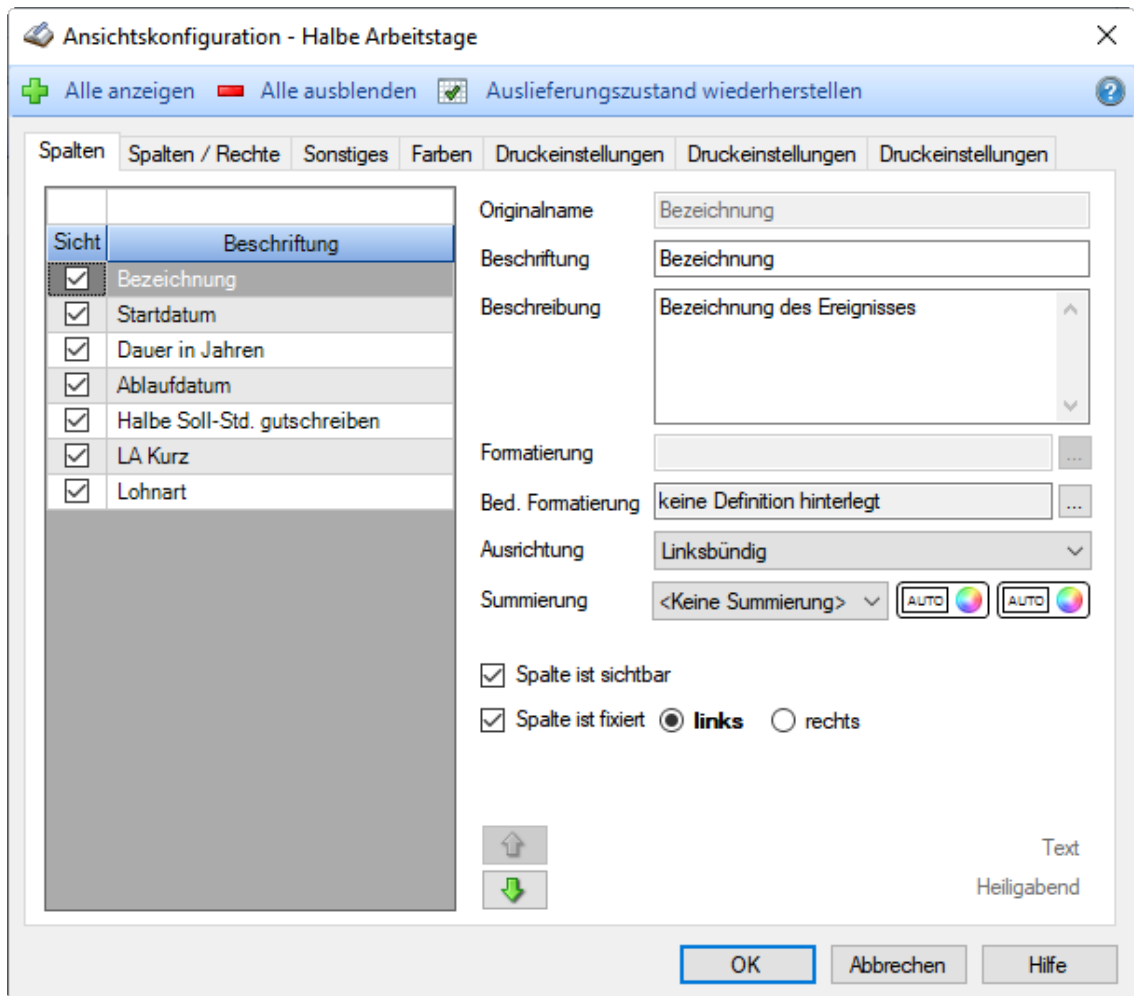 Ansichtskonfiguration - Halbe Arbeitstage
Alle anzeigen Alle ausblenden Auslieferungszustand wiederherstellen ?
Spalten Spalten / Rechte Sonstiges Farben Druckeinstellungen Druckeinstellungen Druckeinstellungen
Sicht Beschriftung
Bezeichnung
Startdatum
Dauer in Jahren
Ablaufdatum
Halbe Soll-Std. gutschreiben
LA Kurz
Lohnart
Originalname Bezeichnung
Beschriftung Bezeichnung
Beschreibung Bezeichnung des Ereignisses
Formatierung ...
Bed. Formatierung keine Definition hinterlegt ...
Ausrichtung Linksbündig
Summierung <Keine Summierung> AUTO AUTO
Spalte ist sichtbar
Spalte ist fixiert links rechts
Text
Heiligabend
OK Abbrechen Hilfe